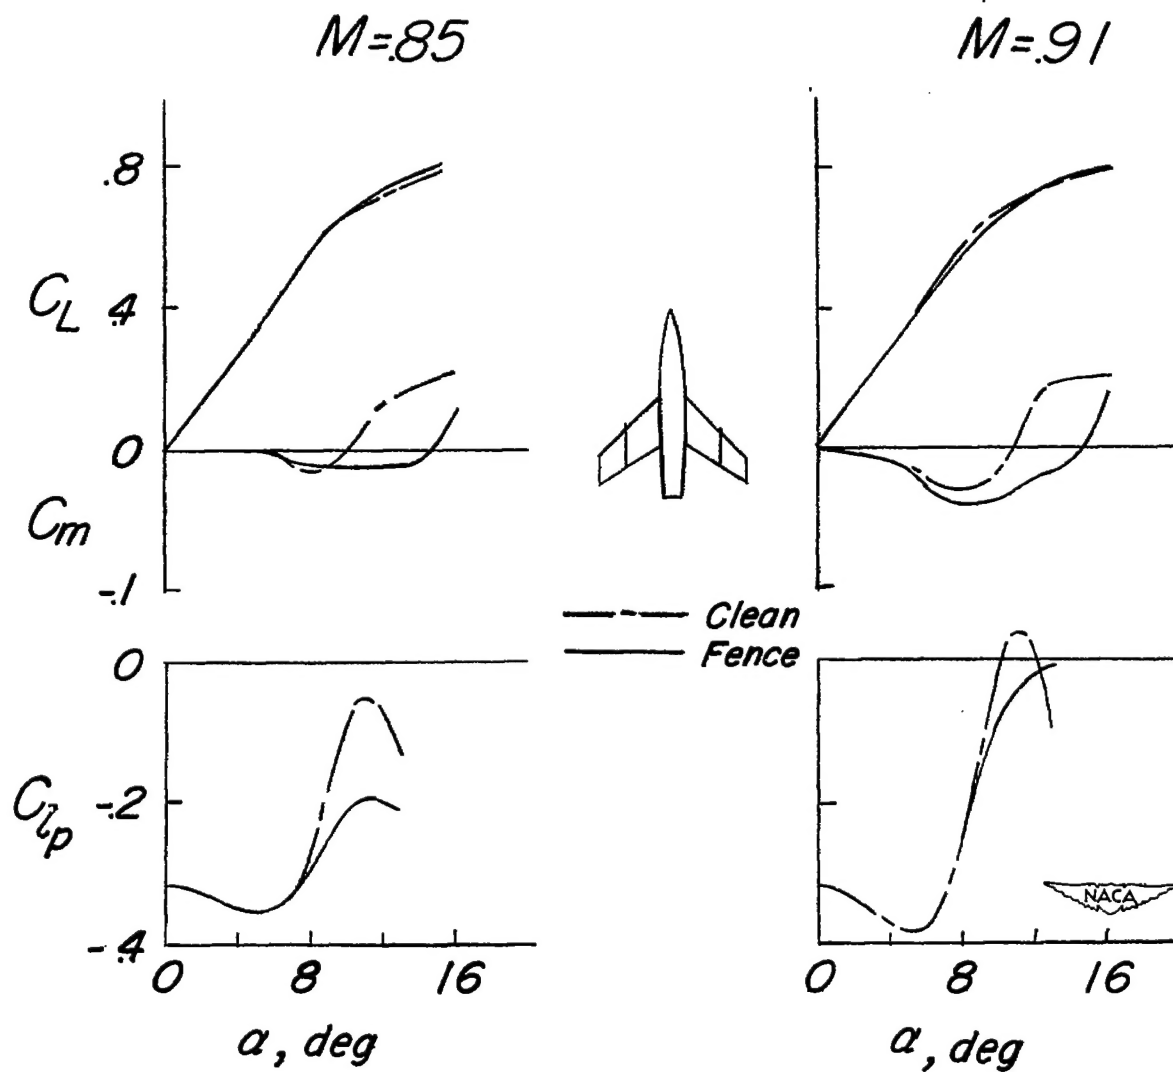 M=.85
M=.91
.8
C_L .4
0
C_m
-.1
Clean
Fence
0
C_lp -.2
-.4
0 8 16
0 8 16
α, deg
α, deg
NACA